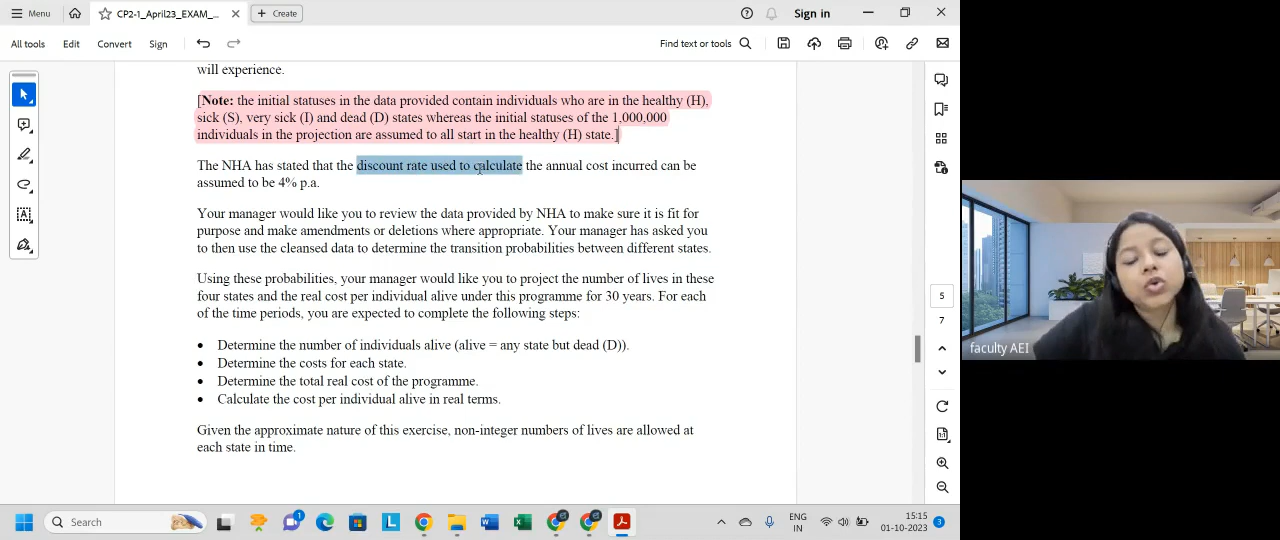 Menu
CP2-1_April23_EXAM_...
Create
Sign in
All tools
Edit
Convert
Sign
Find text or tools
will experience.
[Note: the initial statuses in the data provided contain individuals who are in the healthy (H),
sick (S), very sick (I) and dead (D) states whereas the initial statuses of the 1,000,000
individuals in the projection are assumed to all start in the healthy (H) state.]
The NHA has stated that the discount rate used to calculate the annual cost incurred can be
assumed to be 4% p.a.
Your manager would like you to review the data provided by NHA to make sure it is fit for
purpose and make amendments or deletions where appropriate. Your manager has asked you
to then use the cleansed data to determine the transition probabilities between different states.
Using these probabilities, your manager would like you to project the number of lives in these
four states and the real cost per individual alive under this programme for 30 years. For each
of the time periods, you are expected to complete the following steps:
• Determine the number of individuals alive (alive = any state but dead (D)).
• Determine the costs for each state.
• Determine the total real cost of the programme.
• Calculate the cost per individual alive in real terms.
Given the approximate nature of this exercise, non-integer numbers of lives are allowed at
each state in time.
5
7
faculty AEI
Search
1
L
ENG
IN
15:15
01-10-2023
3